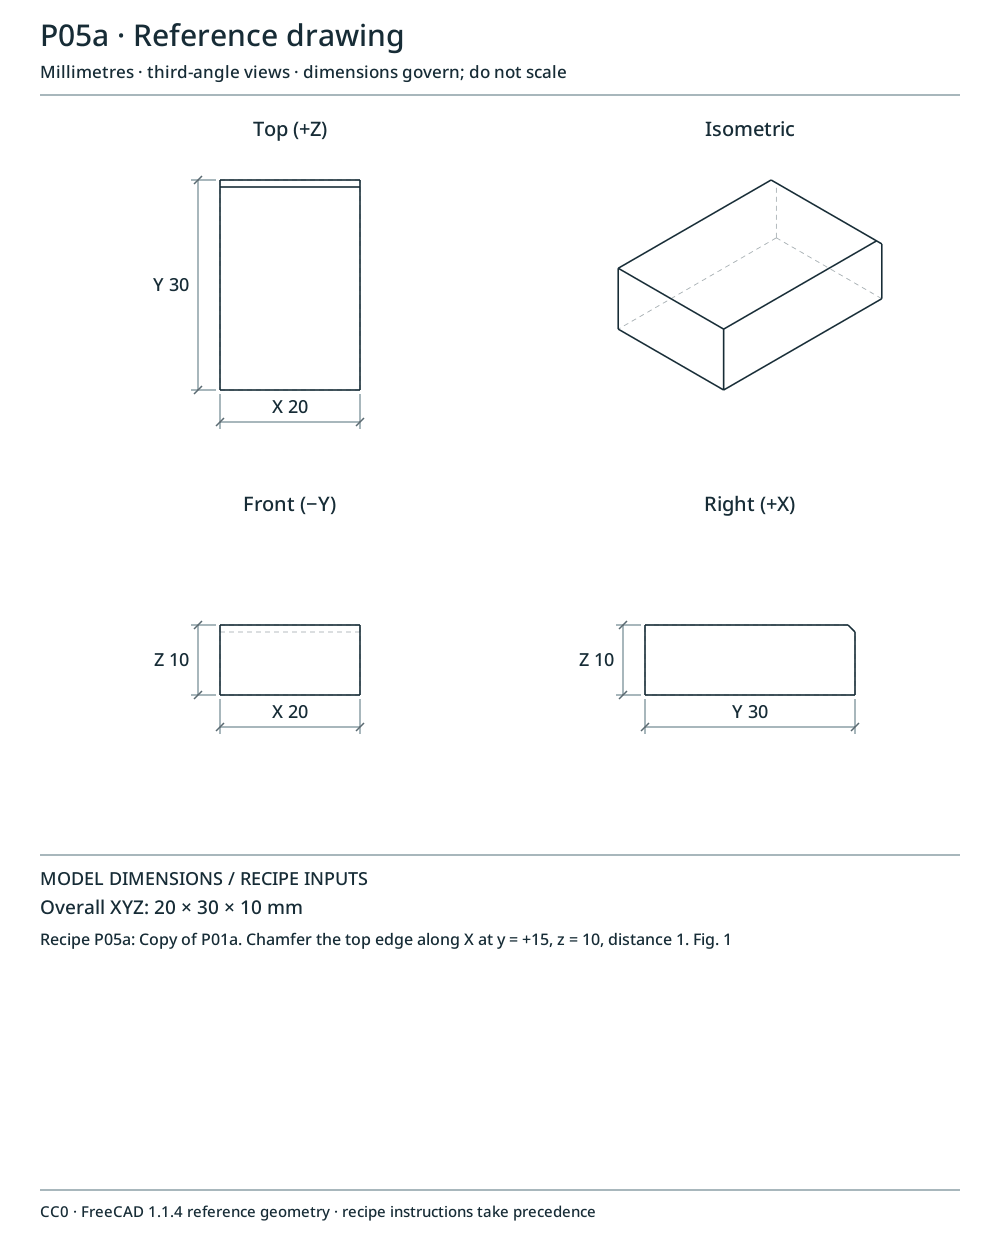 P05a · Reference drawing
Millimetres · third-angle views · dimensions govern; do not scale
Top (+Z)
Isometric
Y 30
X 20
Front (−Y)
Right (+X)
Z 10
X 20
Z 10
Y 30
MODEL DIMENSIONS / RECIPE INPUTS
Overall XYZ: 20 × 30 × 10 mm
Recipe P05a: Copy of P01a. Chamfer the top edge along X at y = +15, z = 10, distance 1. Fig. 1
CC0 · FreeCAD 1.1.4 reference geometry · recipe instructions take precedence